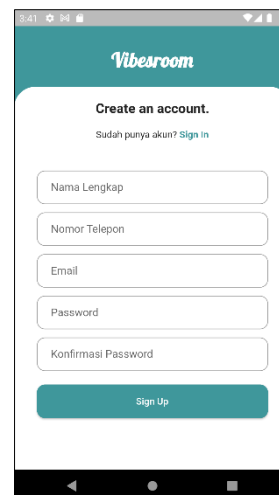 3:41
Vibesroom
Create an account.
Sudah punya akun? Sign In
Nama Lengkap
Nomor Telepon
Email
Password
Konfirmasi Password
Sign Up